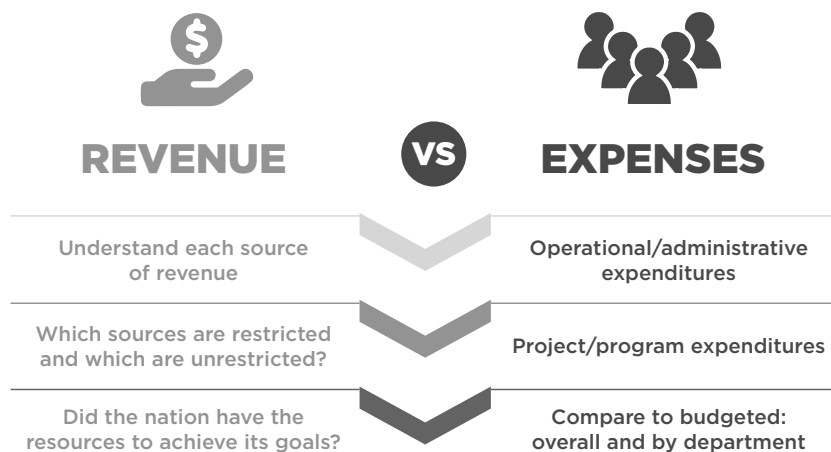 $
REVENUE
VS
EXPENSES
Understand each source
of revenue
Operational/administrative
expenditures
Which sources are restricted
and which are unrestricted?
Project/program expenditures
Did the nation have the
resources to achieve its goals?
Compare to budgeted:
overall and by department